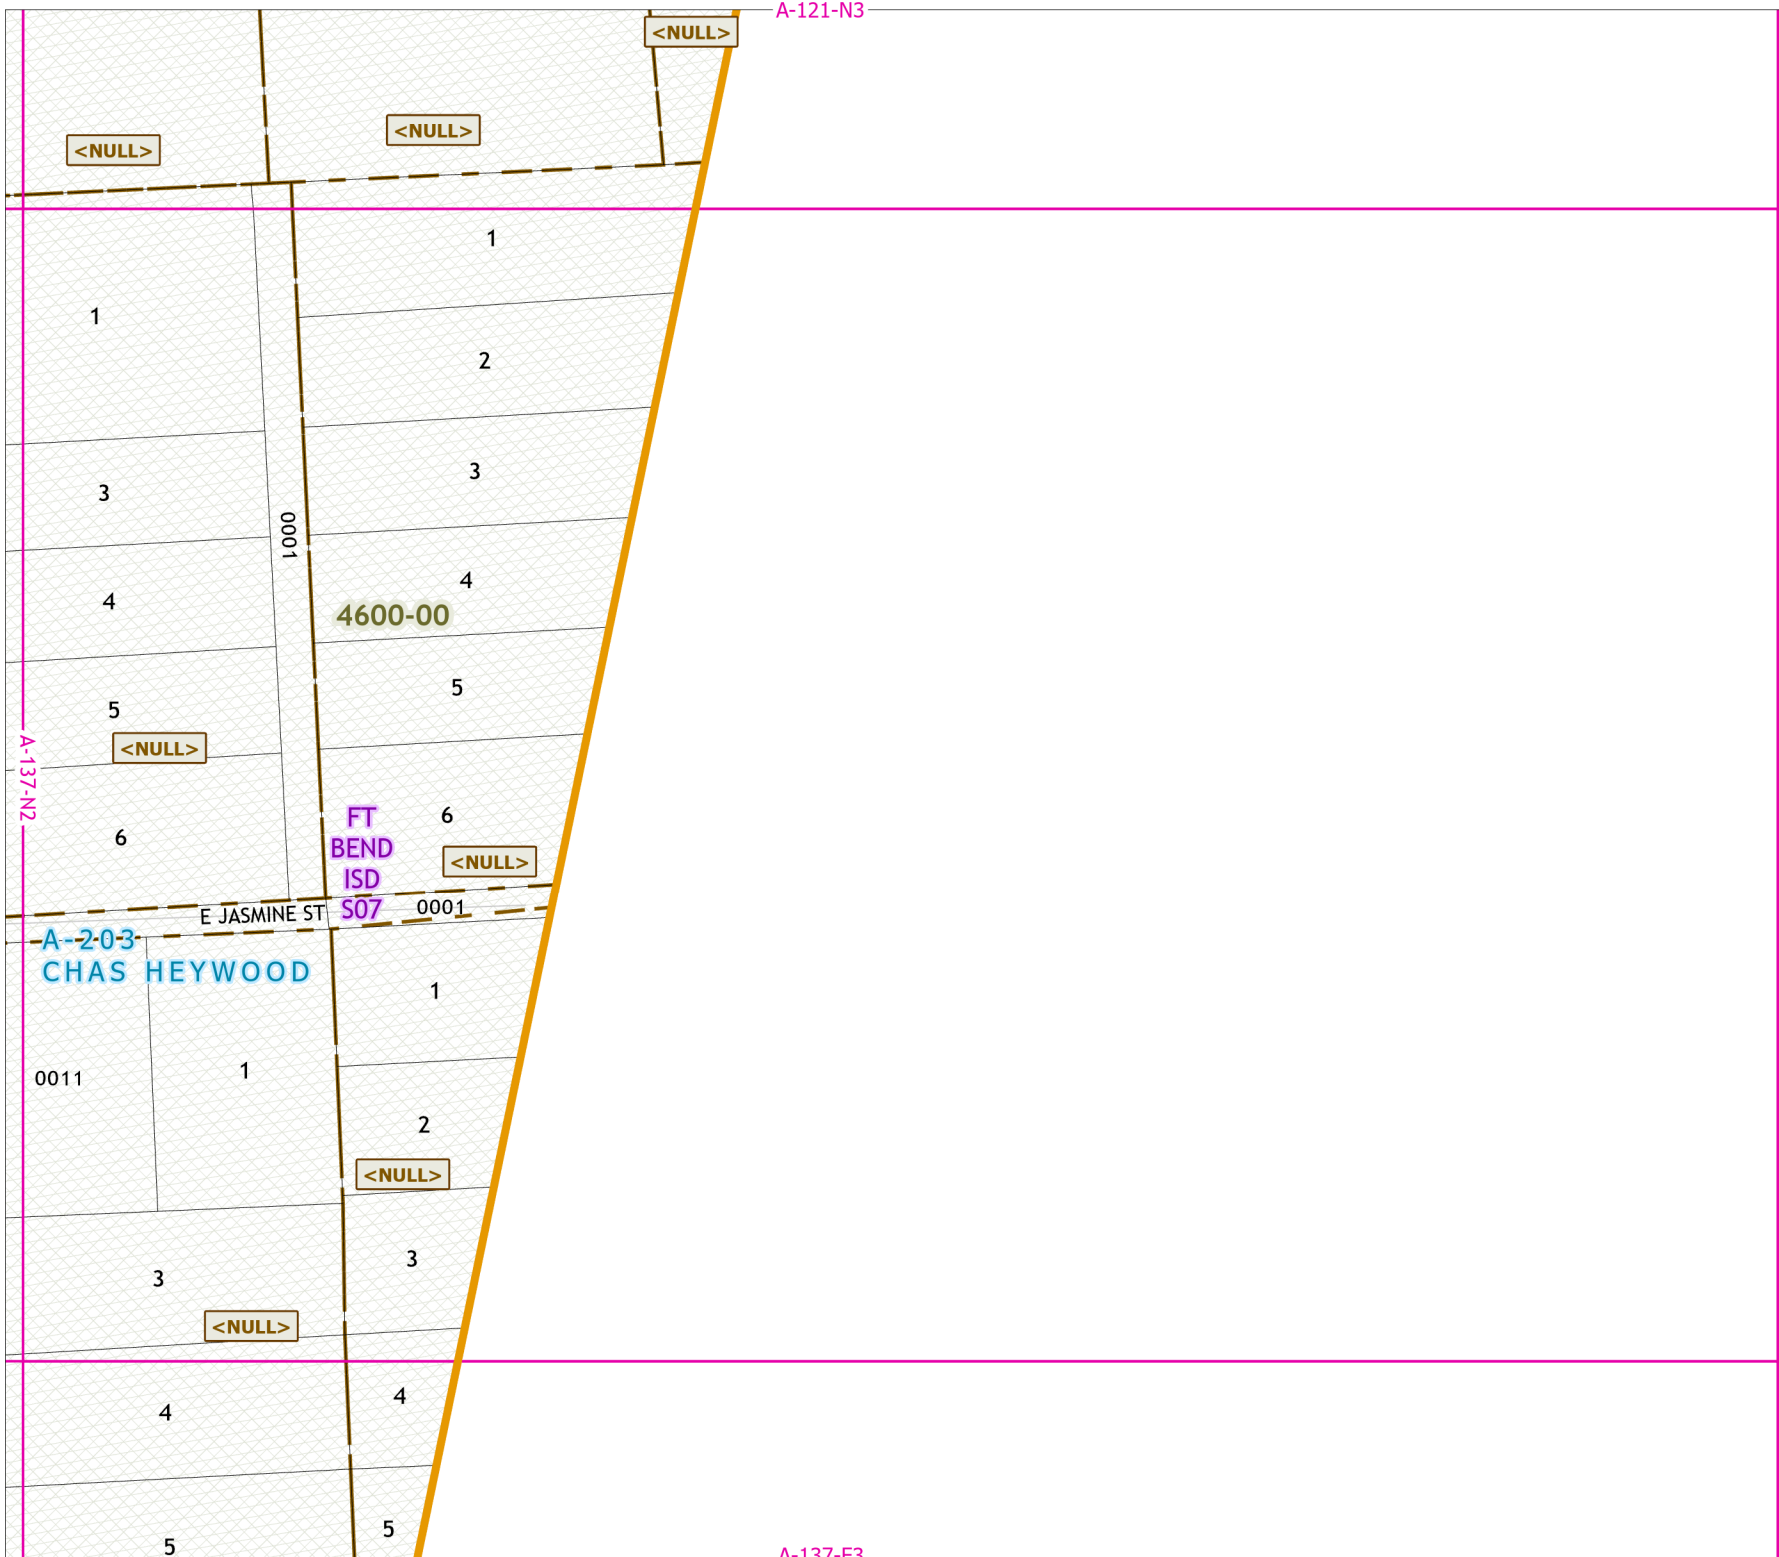 A-121-N3
<NULL>
<NULL>
<NULL>
1
1
2
3
3
0001
4
4
4600-00
5
5
<NULL>
A-137-N2
6
6
FT
BEND
ISD
S07
<NULL>
0001
E JASMINE ST
A-203
CHAS HEYWOOD
1
1
0011
2
<NULL>
3
3
<NULL>
4
4
5
5
A-137-F3